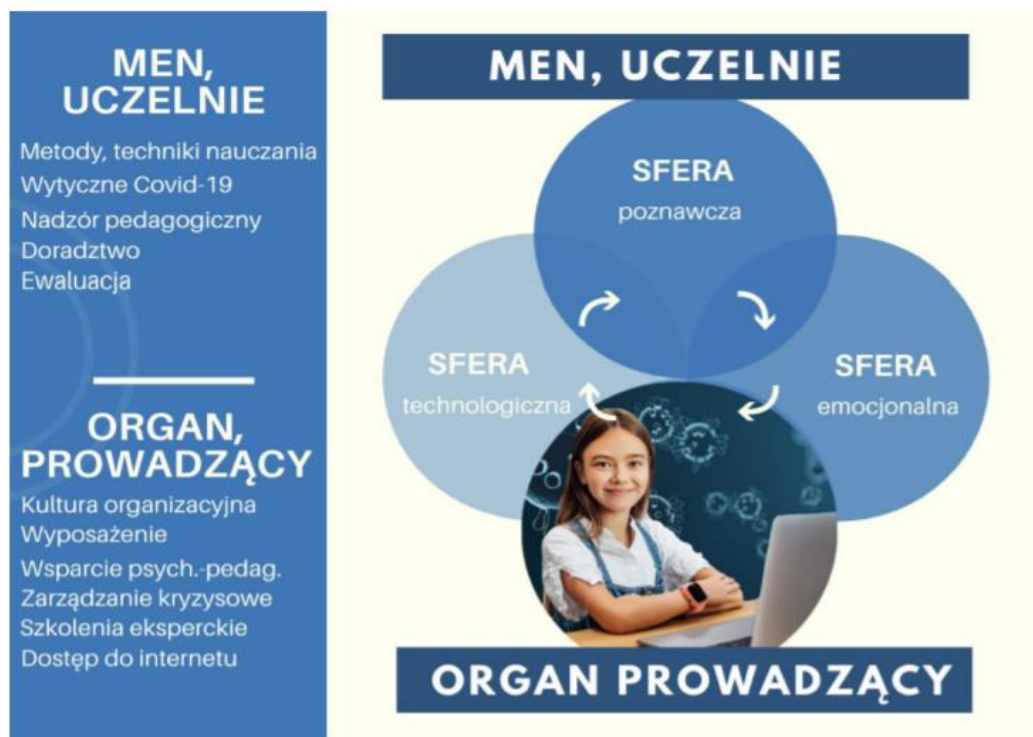 MEN,
UCZELNIE
Metody, techniki nauczania
Wytyczne Covid-19
Nadzór pedagogiczny
Doradztwo
Ewaluacja
ORGAN,
PROWADZĄCY
Kultura organizacyjna
Wyposażenie
Wsparcie psych.-pedag.
Zarządzanie kryzysowe
Szkolenia eksperckie
Dostęp do internetu
MEN, UCZELNIE
SFERA
poznawcza
SFERA
technologiczna
SFERA
emocjonalna
ORGAN PROWADZĄCY